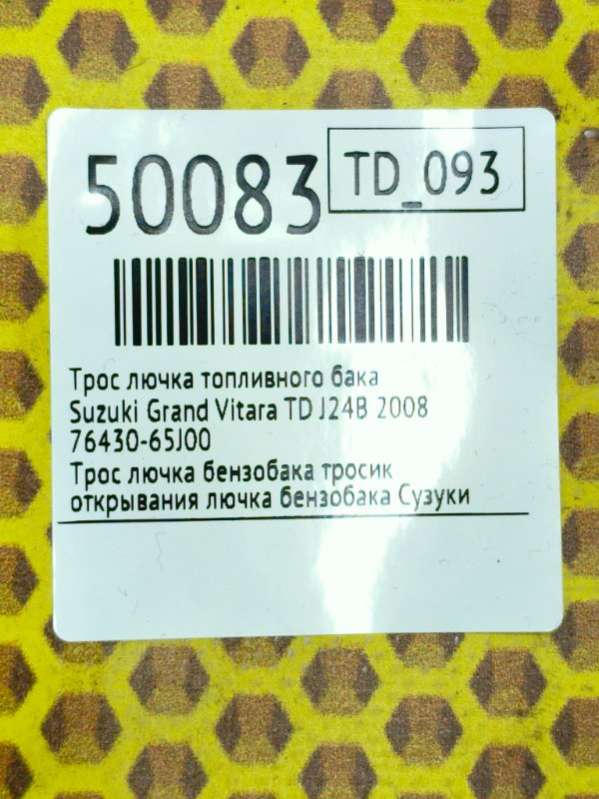 50083
TD_093
Трос лючка топливного бака
Suzuki Grand Vitara TD J24B 2008
76430-65J00
Трос лючка бензобака тросик
открывания лючка бензобака Сузуки